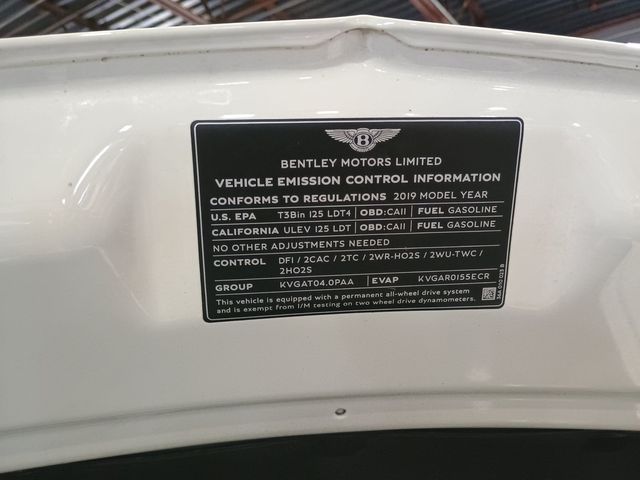 B
BENTLEY MOTORS LIMITED
VEHICLE EMISSION CONTROL INFORMATION
CONFORMS TO REGULATIONS 2019 MODEL YEAR
U.S. EPA T3Bin 125 LDT4 OBD:CAII FUEL GASOLINE
CALIFORNIA ULEV 125 LDT OBD:CAII FUEL GASOLINE
NO OTHER ADJUSTMENTS NEEDED
CONTROL DFI / 2CAC / 2TC / 2WR-HO2S / 2WU-TWC /
2HO2S
GROUP KVGAT04.0PAA EVAP KVGAR0155ECR
This vehicle is equipped with a permanent all-wheel drive system
and is exempt from I/M testing on two wheel drive dynamometers.
36A 010 023 B